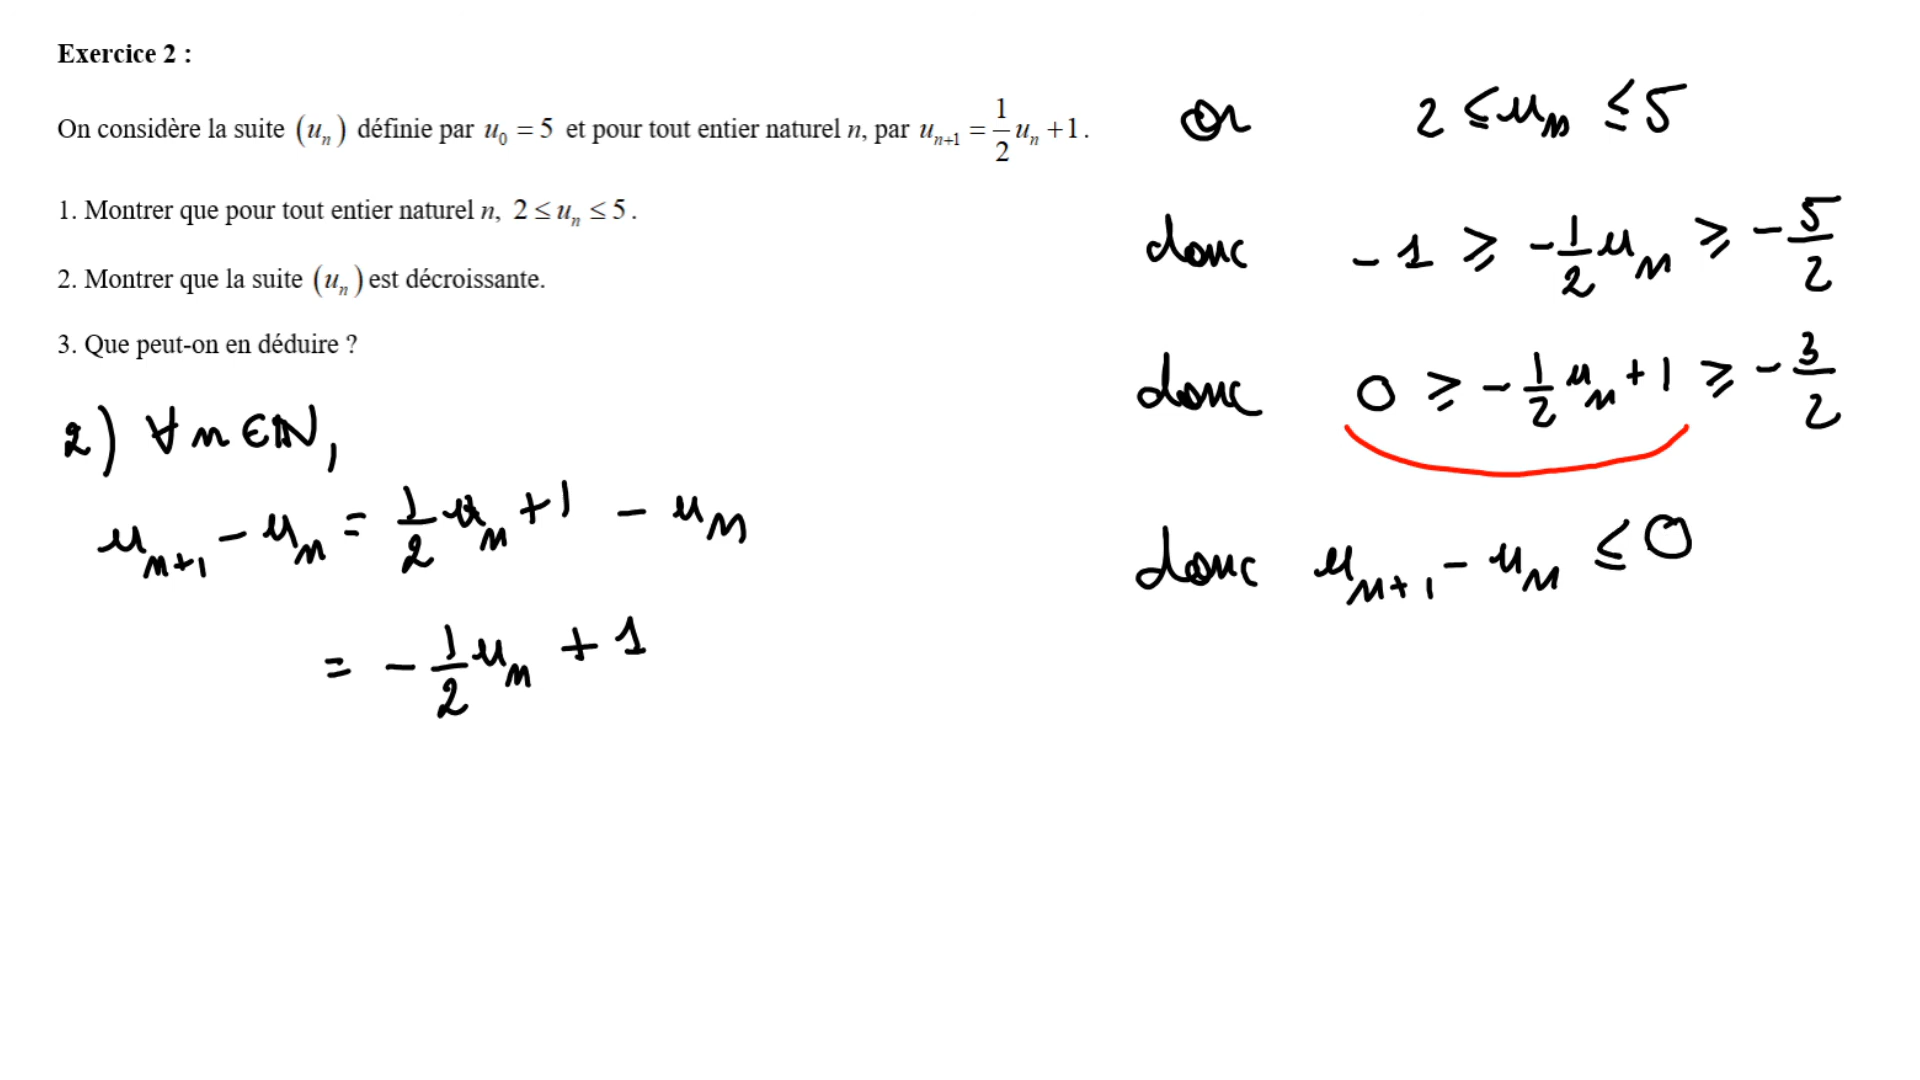 Exercice 2 :
On considère la suite (uₙ) définie par u₀ = 5 et pour tout entier naturel n, par uₙ₊₁ = 1/2 uₙ + 1.
1. Montrer que pour tout entier naturel n, 2 ≤ uₙ ≤ 5.
2. Montrer que la suite (uₙ) est décroissante.
3. Que peut-on en déduire ?
2) ∀ n ∈ ℕ,
uₙ₊₁ − uₙ = 1/2 uₙ + 1 − uₙ
= − 1/2 uₙ + 1
or 2 ≤ uₙ ≤ 5
donc − 1 ≥ − 1/2 uₙ ≥ − 5/2
donc 0 ≥ − 1/2 uₙ + 1 ≥ − 3/2
donc uₙ₊₁ − uₙ ≤ 0